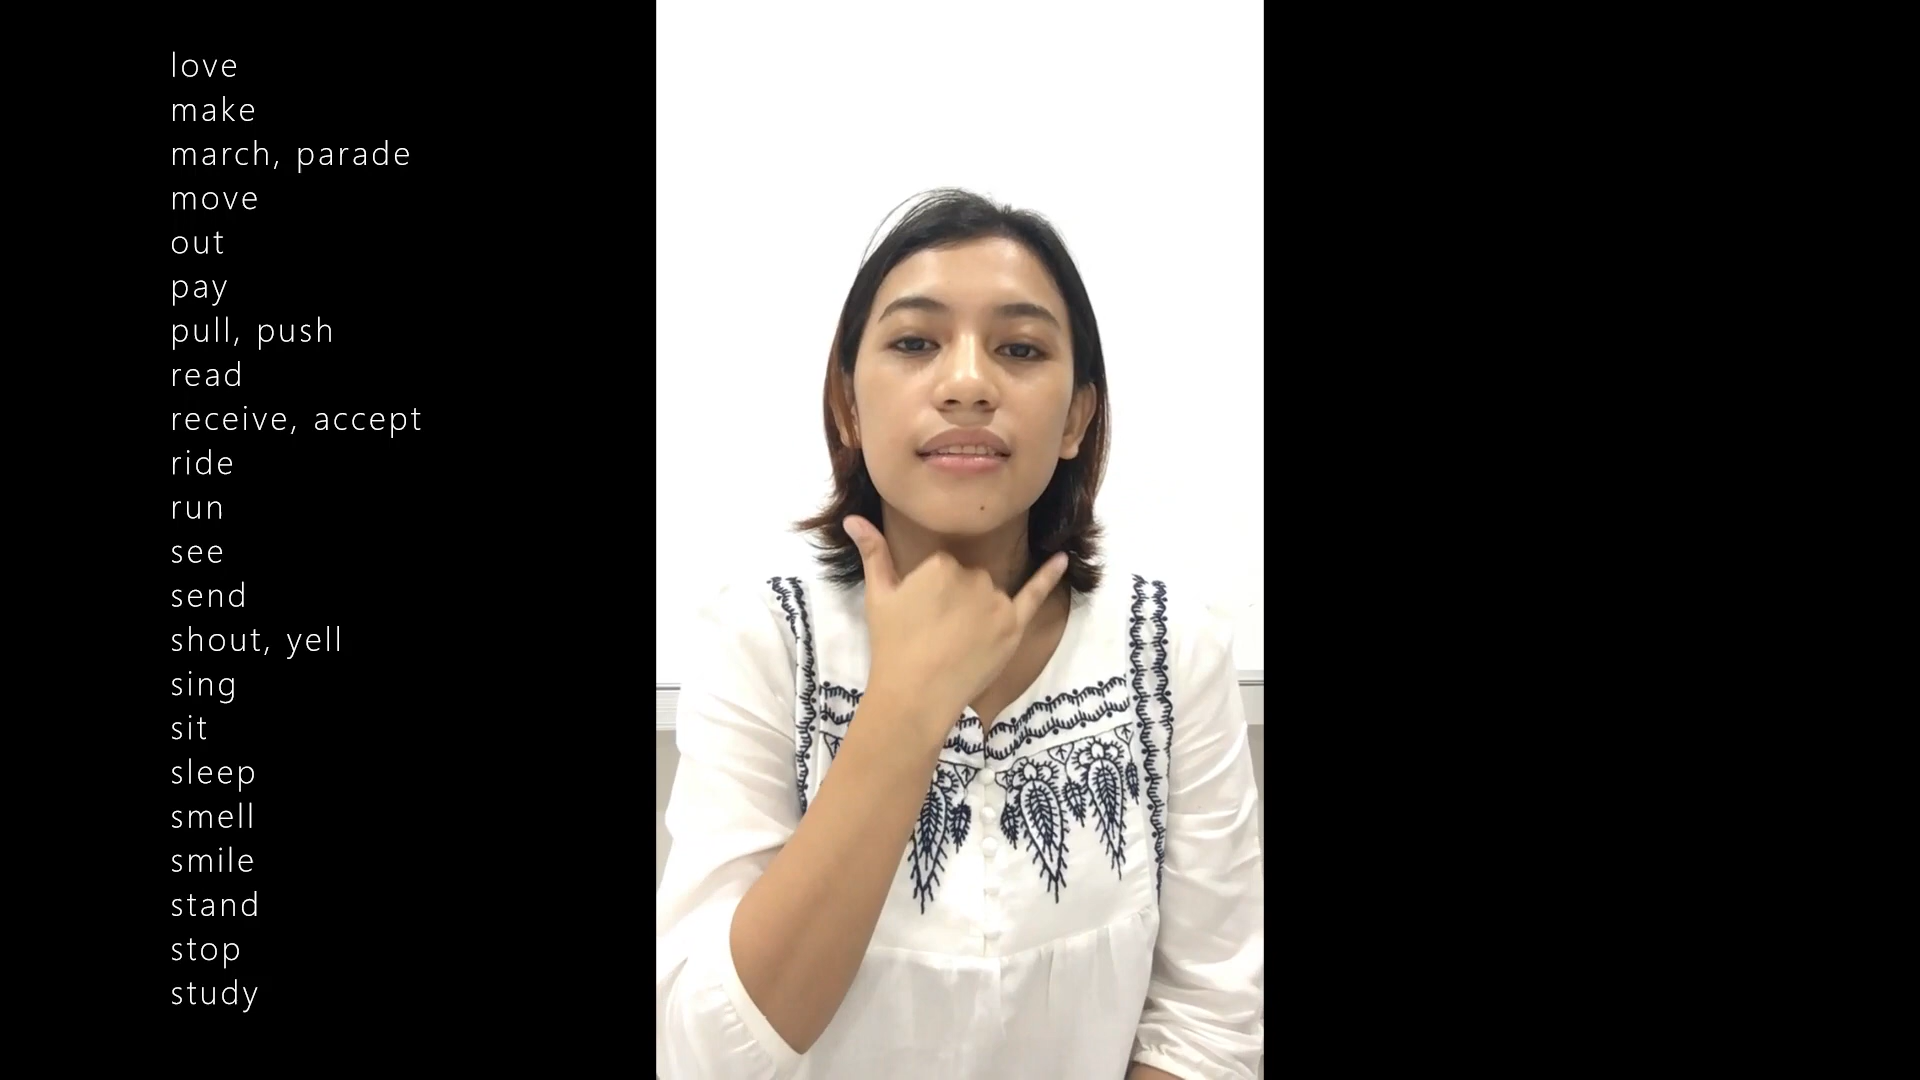 love
make
march, parade
move
out
pay
pull, push
read
receive, accept
ride
run
see
send
shout, yell
sing
sit
sleep
smell
smile
stand
stop
study